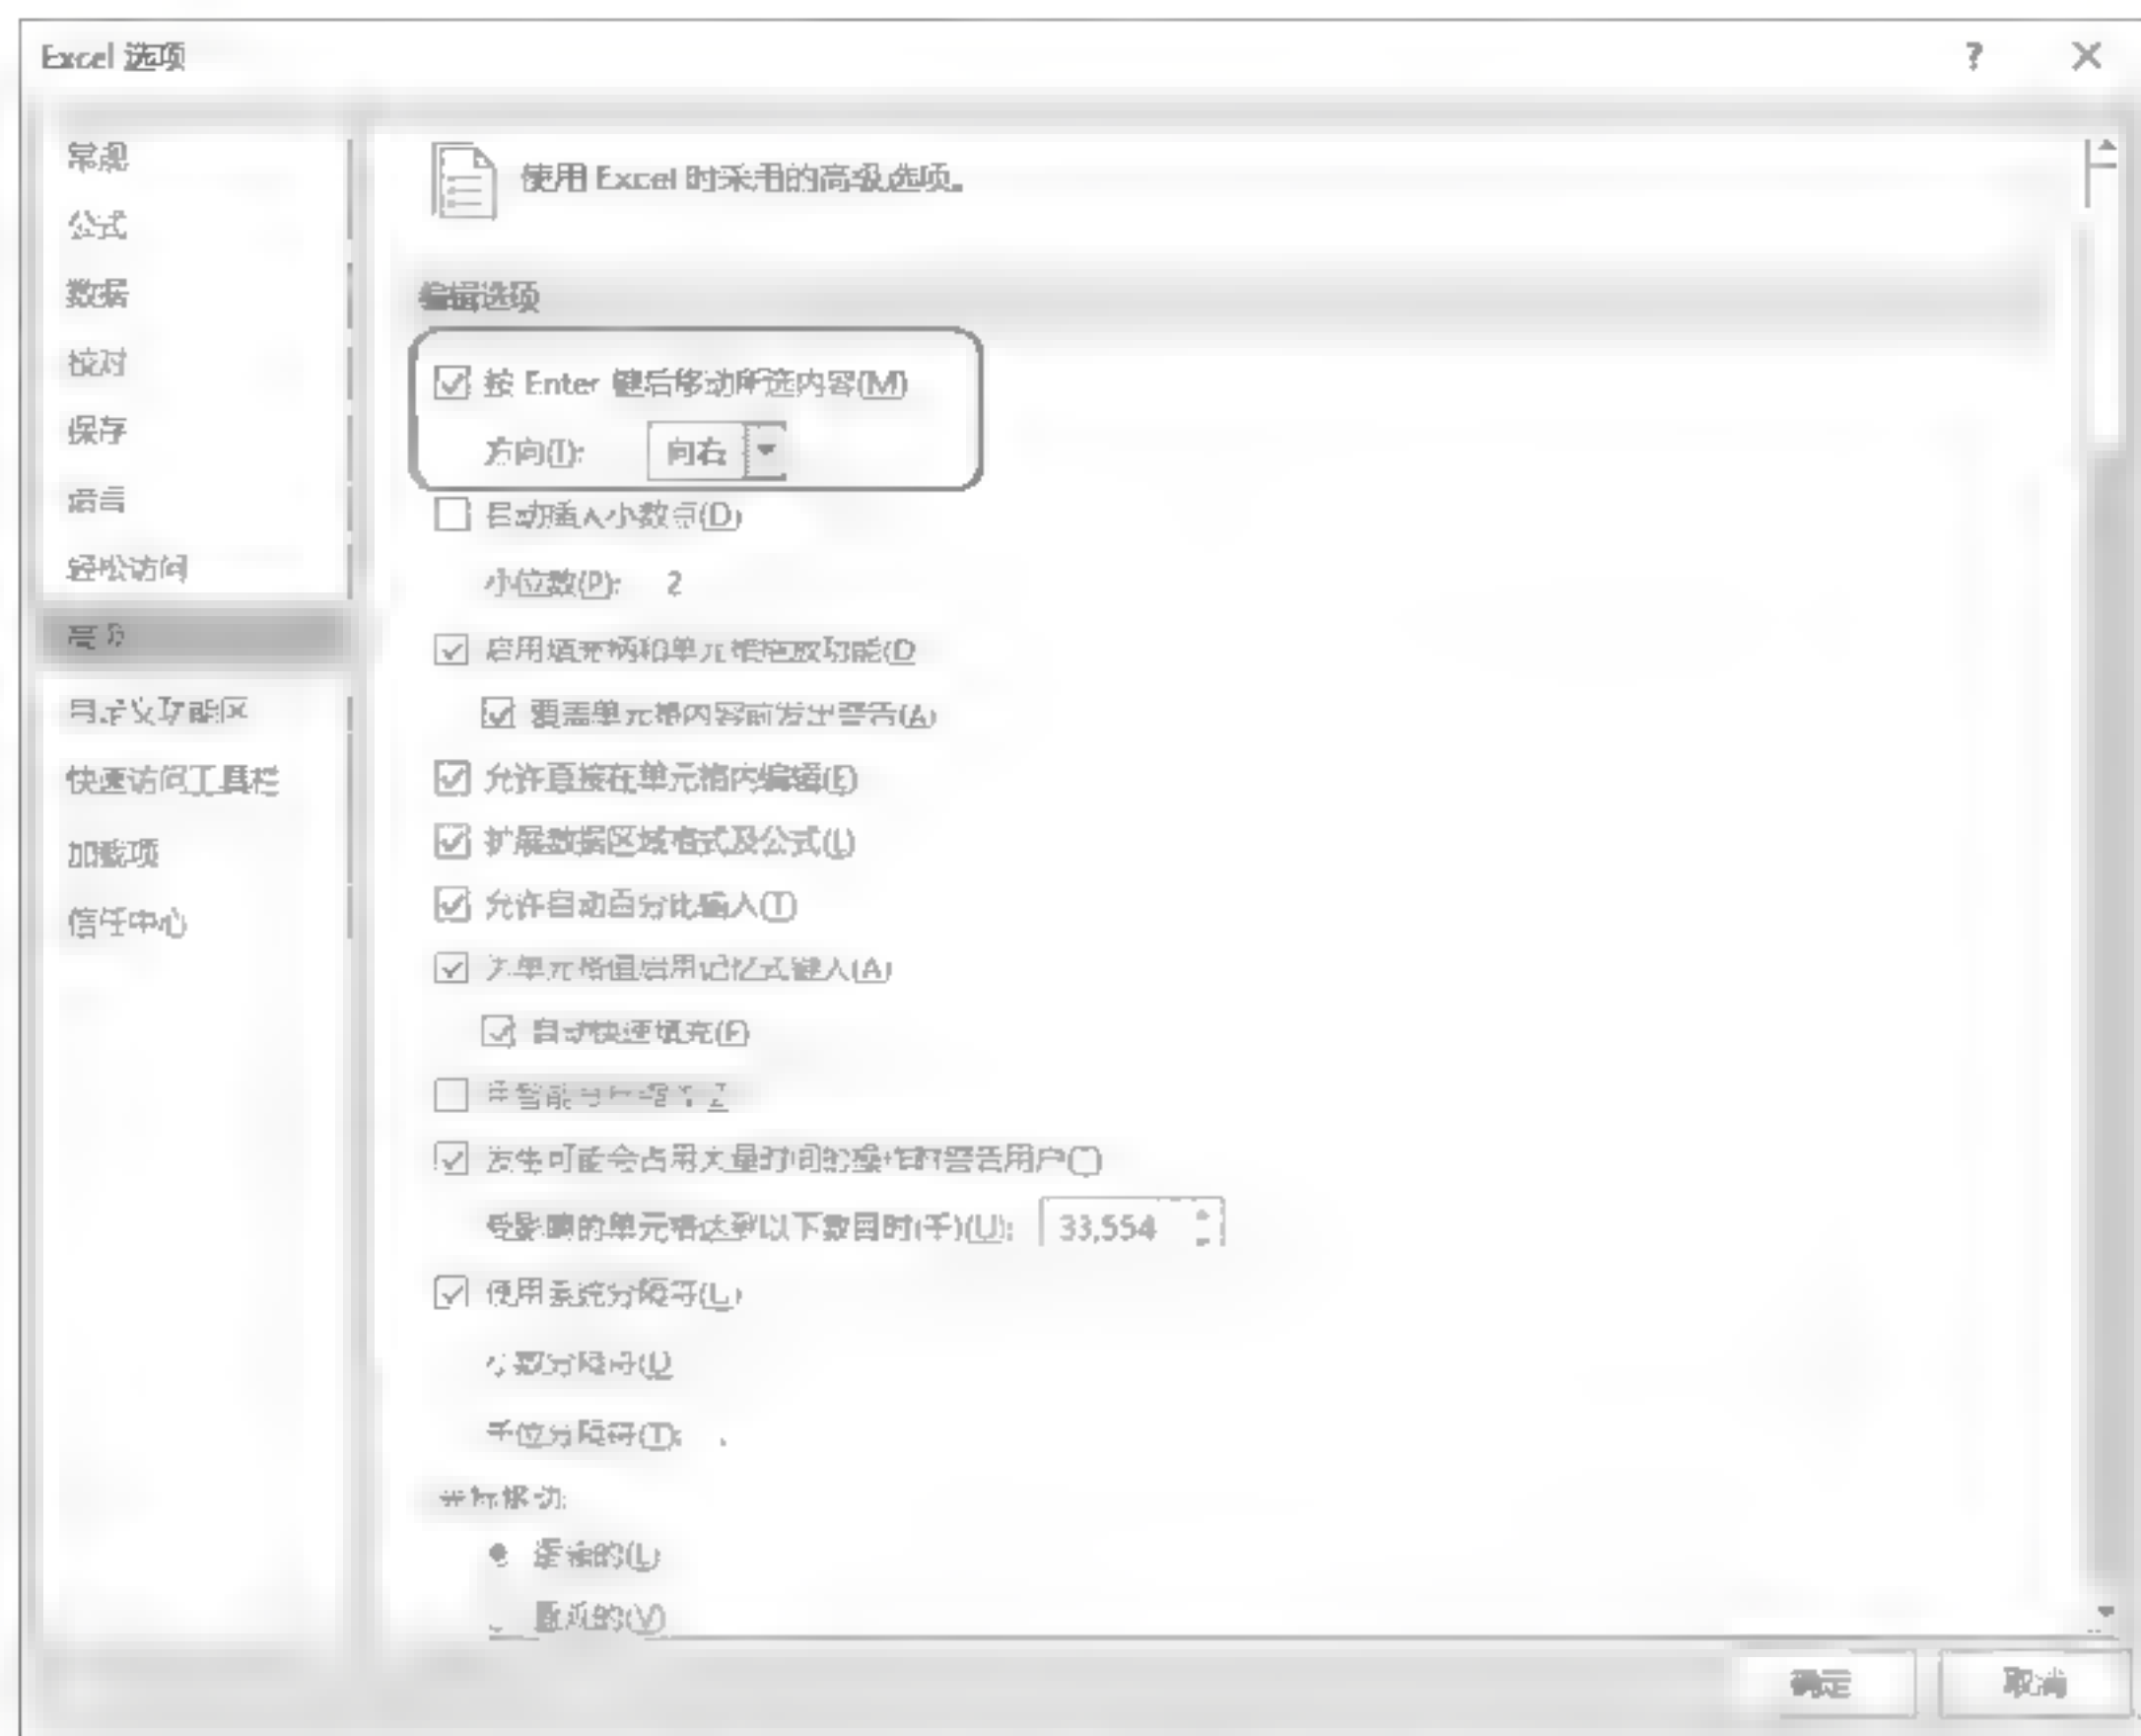 Excel 选项
?
常规
公式
数据
校对
保存
语言
轻松访问
高级
自定义功能区
快速访问工具栏
加载项
信任中心
使用 Excel 时采用的高级选项。
编辑选项
按 Enter 键后移动所选内容(M)
方向(I): 向右
自动插入小数点(D)
小位数(P): 2
启用填充柄和单元格拖放功能(D
覆盖单元格内容前发出警告(A)
允许直接在单元格内编辑(E)
扩展数据区域格式及公式(L)
允许自动百分比输入(T)
为单元格值启用记忆式键入(A)
自动快速填充(F)
发生可能会占用大量时间的操作时警告用户(T)
受影响的单元格达到以下数目时(千)(U): 33,554
使用系统分隔符(U)
小数分隔符(D
千位分隔符(T):
光标移动:
逻辑的(L)
直观的(V)
确定
取消